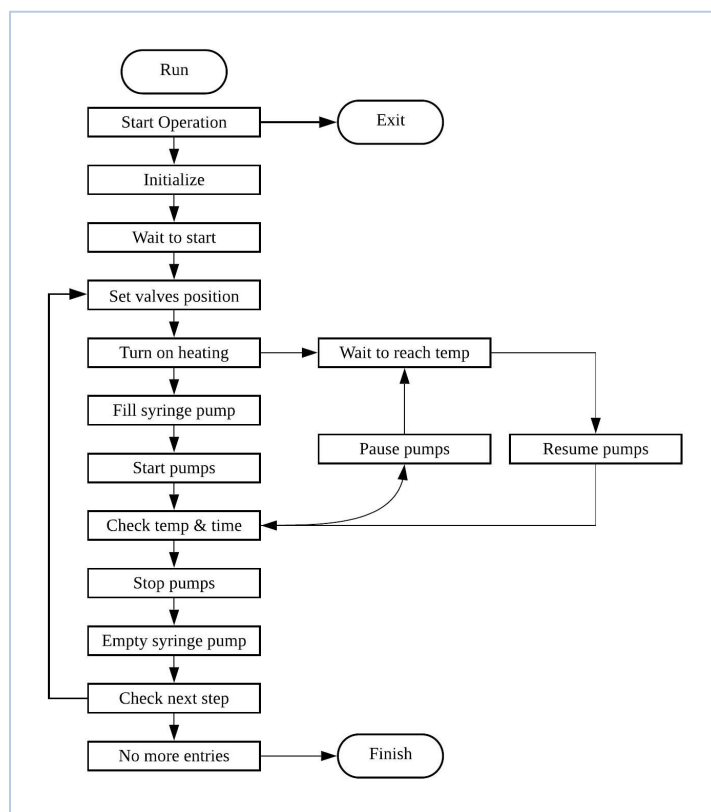 Run
Start Operation
Exit
Initialize
Wait to start
Set valves position
Turn on heating
Wait to reach temp
Fill syringe pump
Start pumps
Pause pumps
Resume pumps
Check temp & time
Stop pumps
Empty syringe pump
Check next step
No more entries
Finish